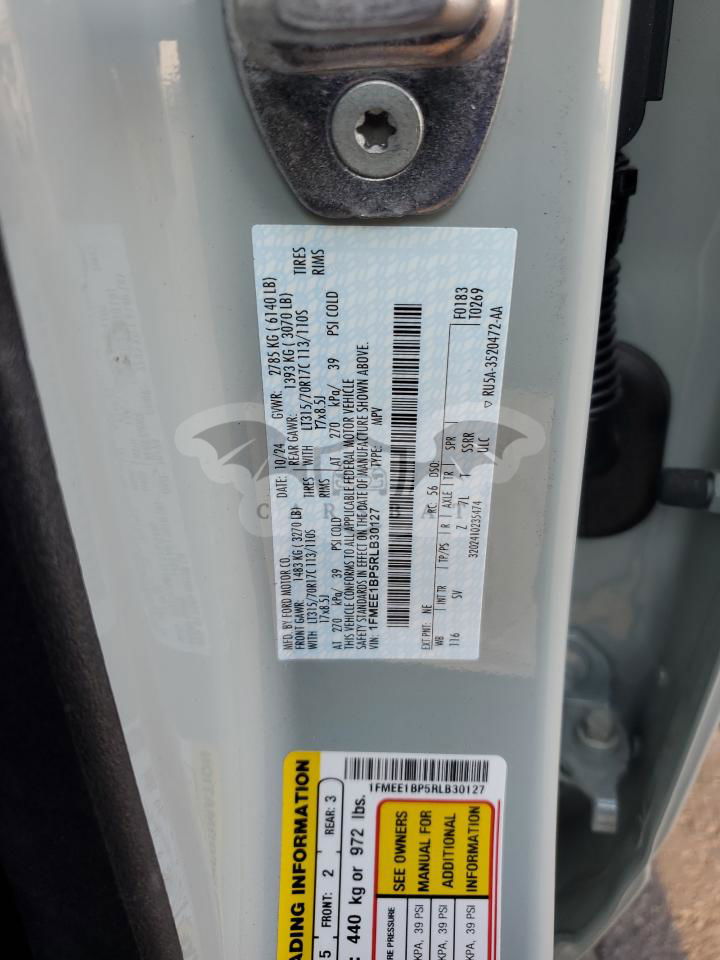 MFD. BY FORD MOTOR CO.
DATE: 10/24 GVWR: 2785 KG ( 6140 LB)
FRONT GAWR: 1483 KG ( 3270 LB) REAR GAWR: 1393 KG ( 3070 LB)
WITH LT315/70R17C 113/110S TIRES WITH LT315/70R17C 113/110S TIRES
17x8.5J RIMS 17x8.5J RIMS
AT 270 kPa/ 39 PSI COLD AT 270 kPa/ 39 PSI COLD
THIS VEHICLE CONFORMS TO ALL APPLICABLE FEDERAL MOTOR VEHICLE
SAFETY STANDARDS IN EFFECT ON THE DATE OF MANUFACTURE SHOWN ABOVE.
VIN: 1FMEE1BP5RLB30127 TYPE: MPV
EXT PNT: NE RC: 56 DSO: F0183
WB INT TR TP/PS R AXLE TR SPR T0269
116 SV Z 7L T SSRR
3202410235474 ULC
▽ RU5A-3520472-AA
ADING INFORMATION
5 FRONT: 2 REAR: 3
: 440 kg or 972 lbs.
1FMEE1BP5RLB30127
RE PRESSURE SEE OWNERS
KPA, 39 PSI MANUAL FOR
KPA, 39 PSI ADDITIONAL
KPA, 39 PSI INFORMATION